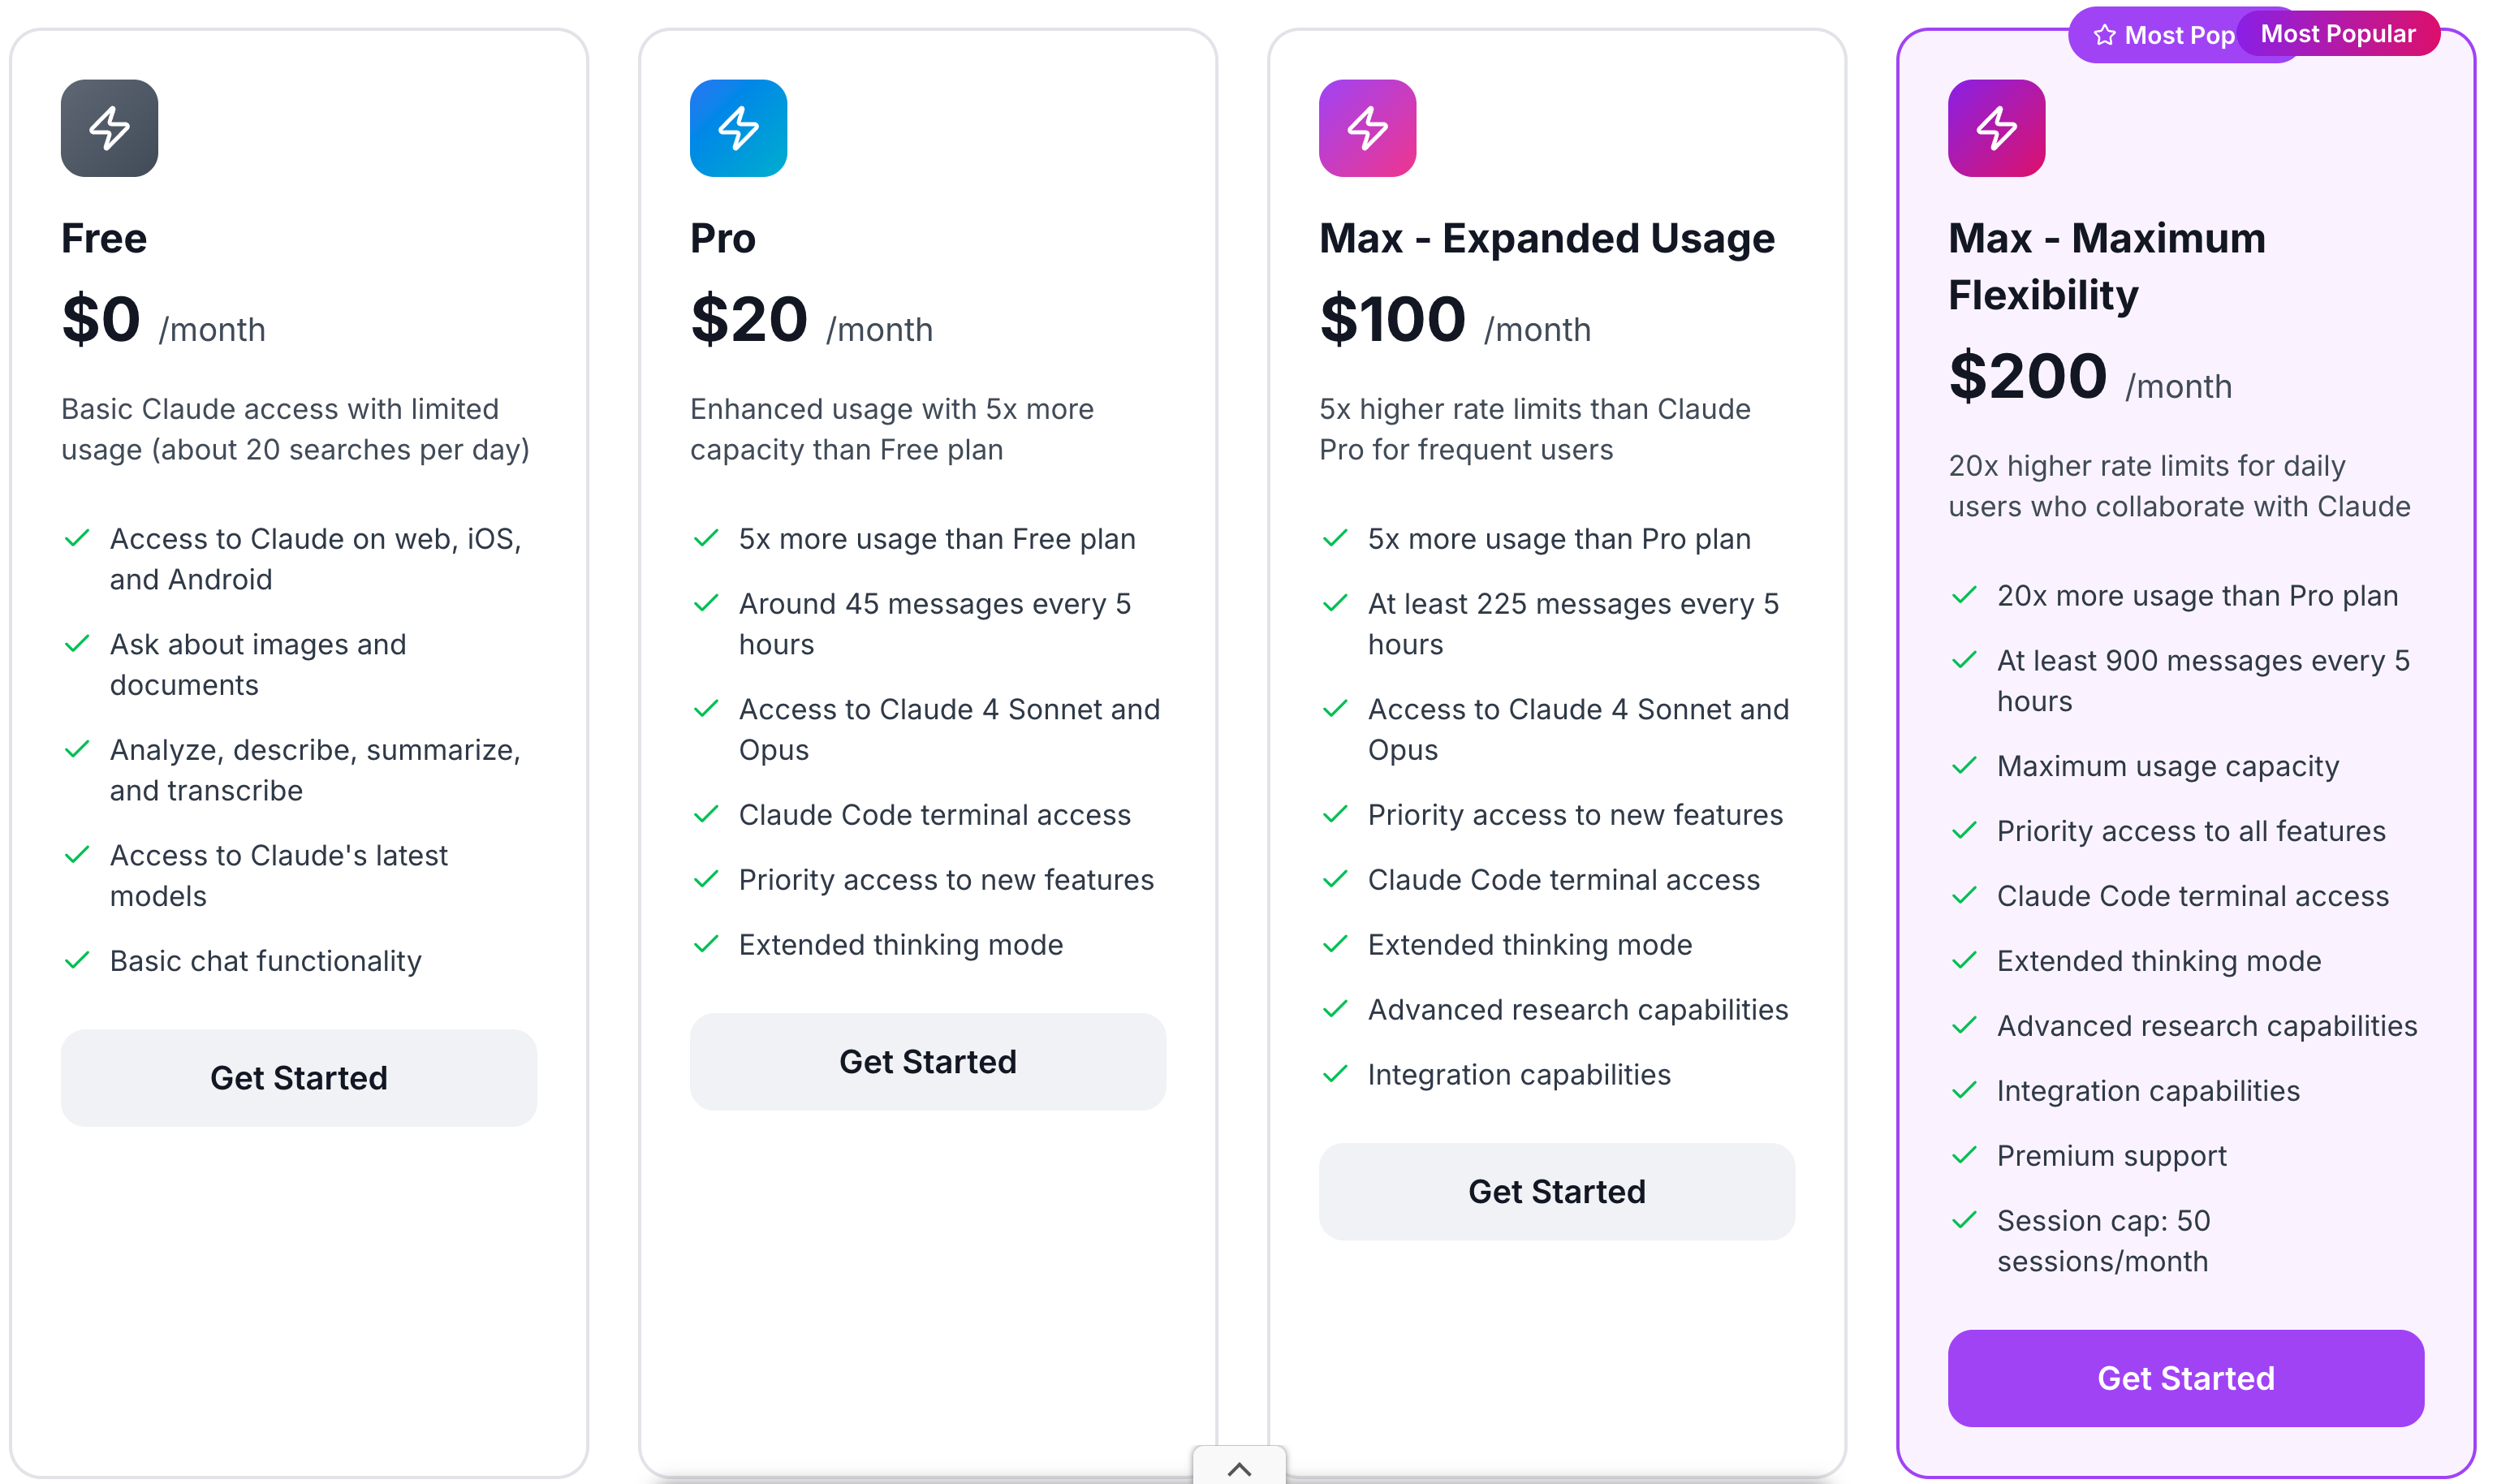 Free
$0 /month
Basic Claude access with limited
usage (about 20 searches per day)
Access to Claude on web, iOS,
and Android
Ask about images and
documents
Analyze, describe, summarize,
and transcribe
Access to Claude's latest
models
Basic chat functionality
Get Started
Pro
$20 /month
Enhanced usage with 5x more
capacity than Free plan
5x more usage than Free plan
Around 45 messages every 5
hours
Access to Claude 4 Sonnet and
Opus
Claude Code terminal access
Priority access to new features
Extended thinking mode
Get Started
Max - Expanded Usage
$100 /month
5x higher rate limits than Claude
Pro for frequent users
5x more usage than Pro plan
At least 225 messages every 5
hours
Access to Claude 4 Sonnet and
Opus
Priority access to new features
Claude Code terminal access
Extended thinking mode
Advanced research capabilities
Integration capabilities
Get Started
Most Pop
Most Popular
Max - Maximum
Flexibility
$200 /month
20x higher rate limits for daily
users who collaborate with Claude
20x more usage than Pro plan
At least 900 messages every 5
hours
Maximum usage capacity
Priority access to all features
Claude Code terminal access
Extended thinking mode
Advanced research capabilities
Integration capabilities
Premium support
Session cap: 50
sessions/month
Get Started